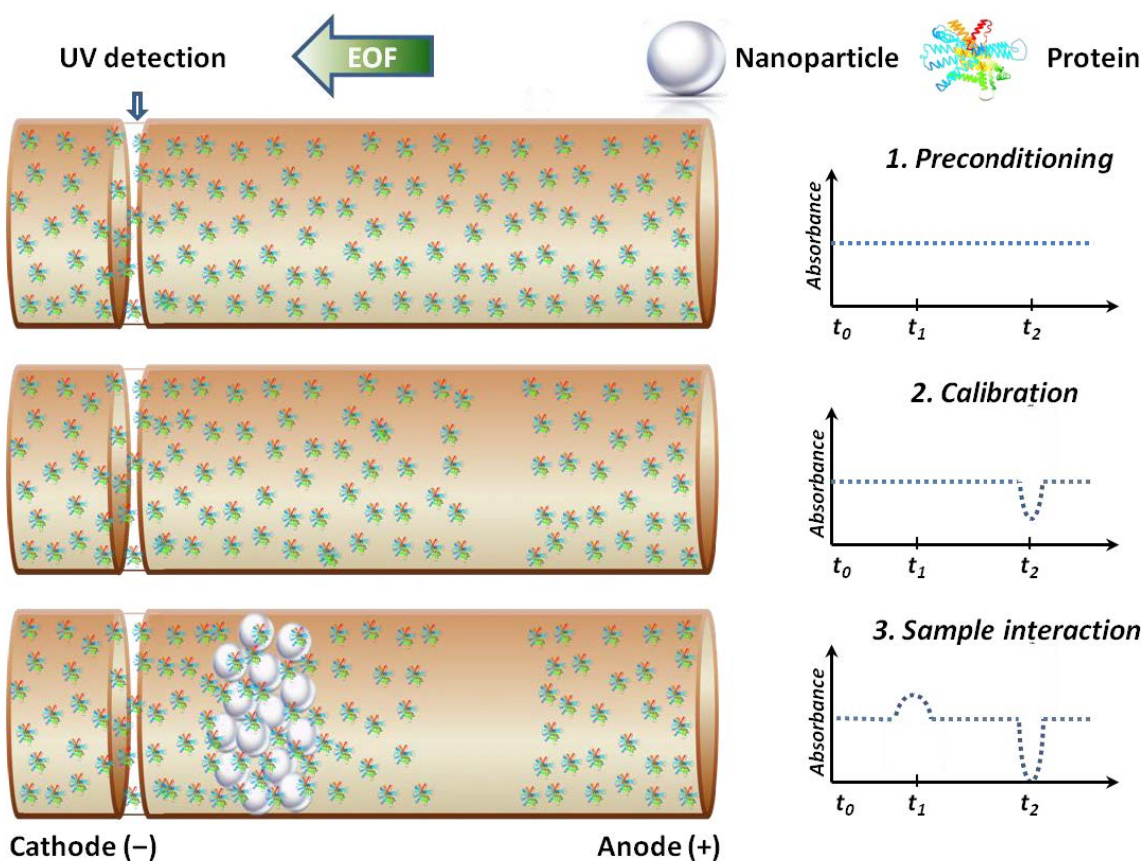 UV detection
EOF
Nanoparticle
Protein
1. Preconditioning
Absorbance
t0 t1 t2
2. Calibration
Absorbance
t0 t1 t2
3. Sample interaction
Absorbance
t0 t1 t2
Cathode (–)
Anode (+)